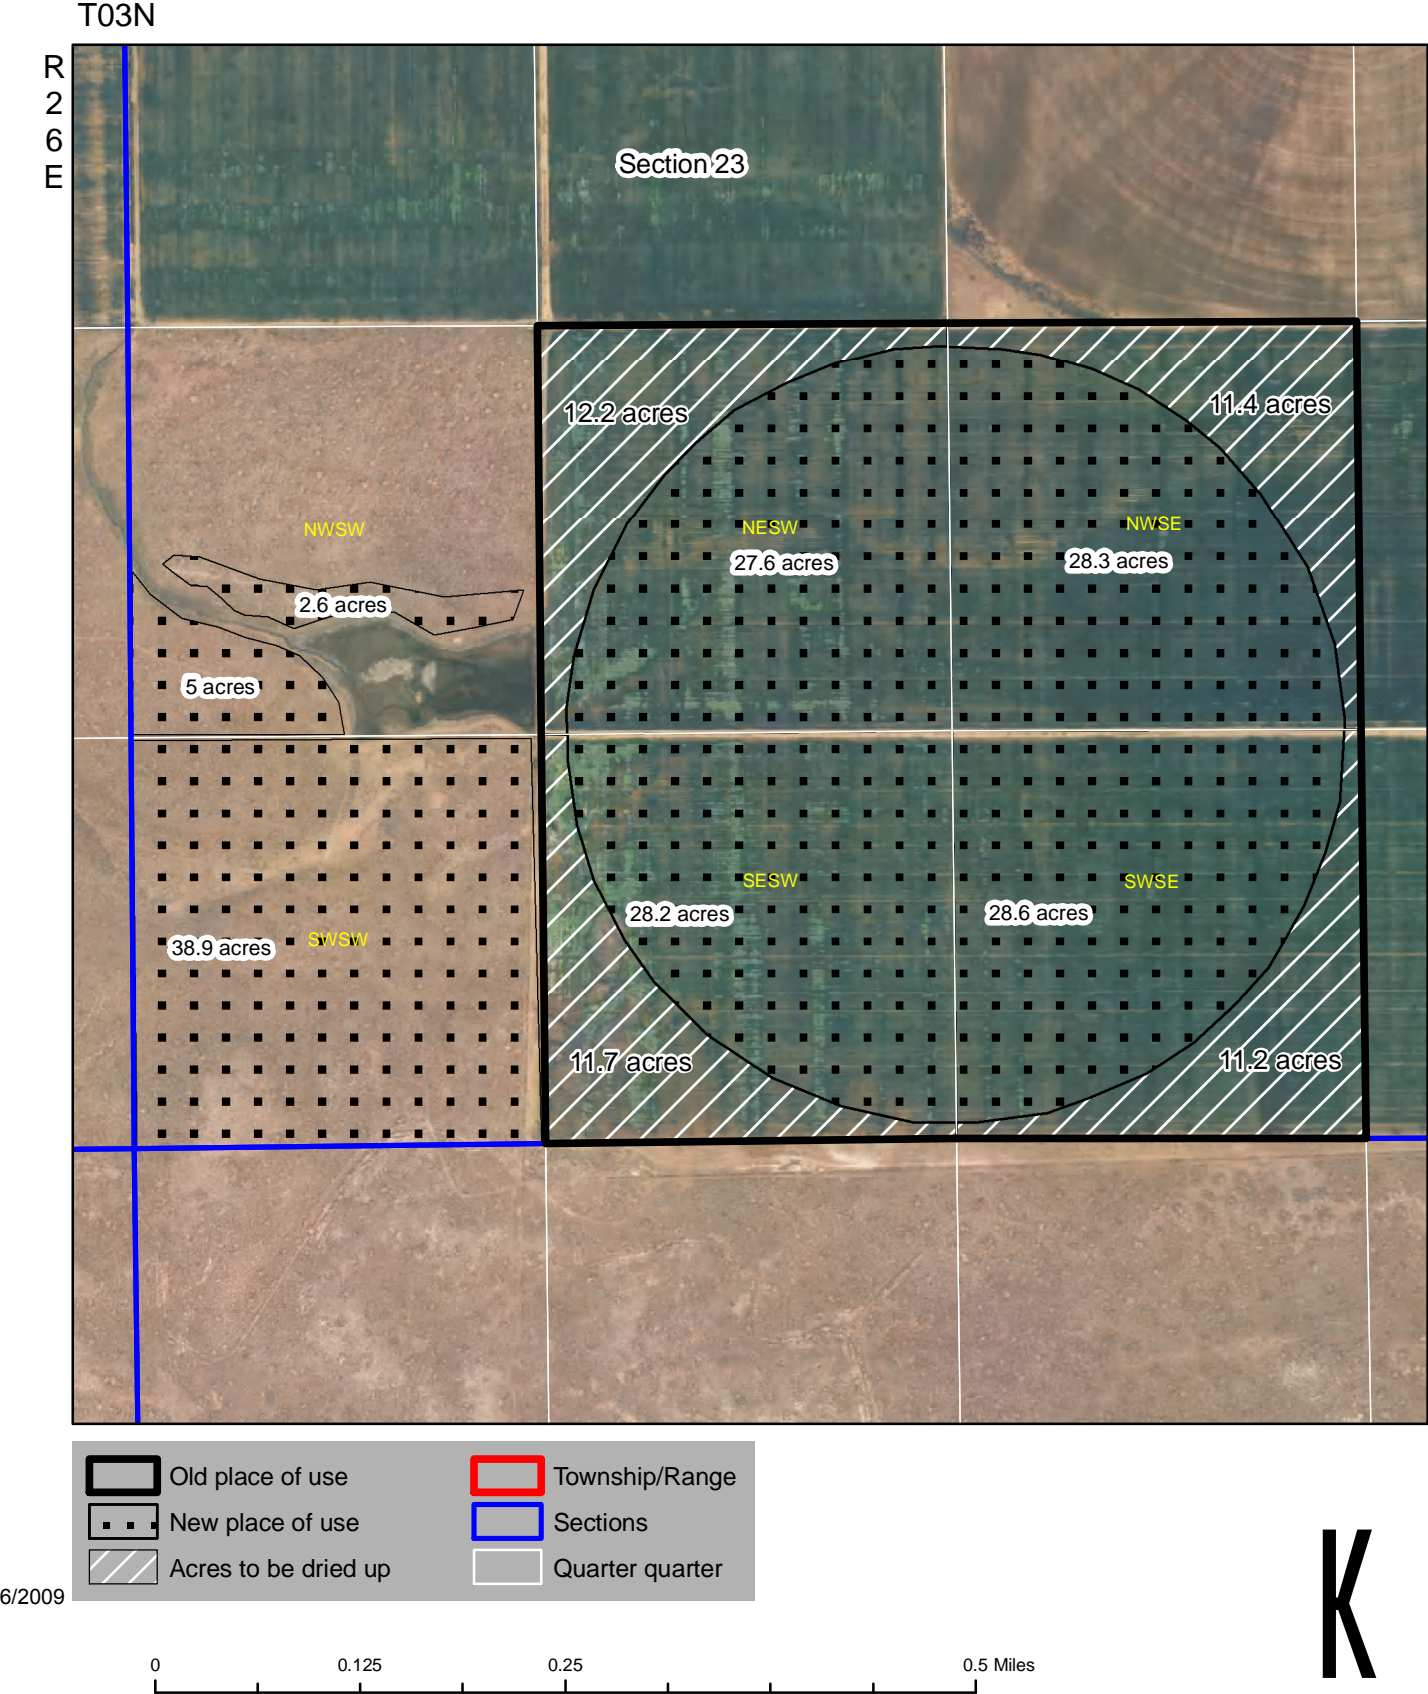 T03N
R
2
6
E
Section 23
12.2 acres
11.4 acres
NWSW
NESW
NWSE
27.6 acres
28.3 acres
2.6 acres
5 acres
SESW
SWSE
28.2 acres
28.6 acres
38.9 acres
SWSW
11.7 acres
11.2 acres
Old place of use
Township/Range
New place of use
Sections
Acres to be dried up
Quarter quarter
6/2009
0 0.125 0.25 0.5 Miles